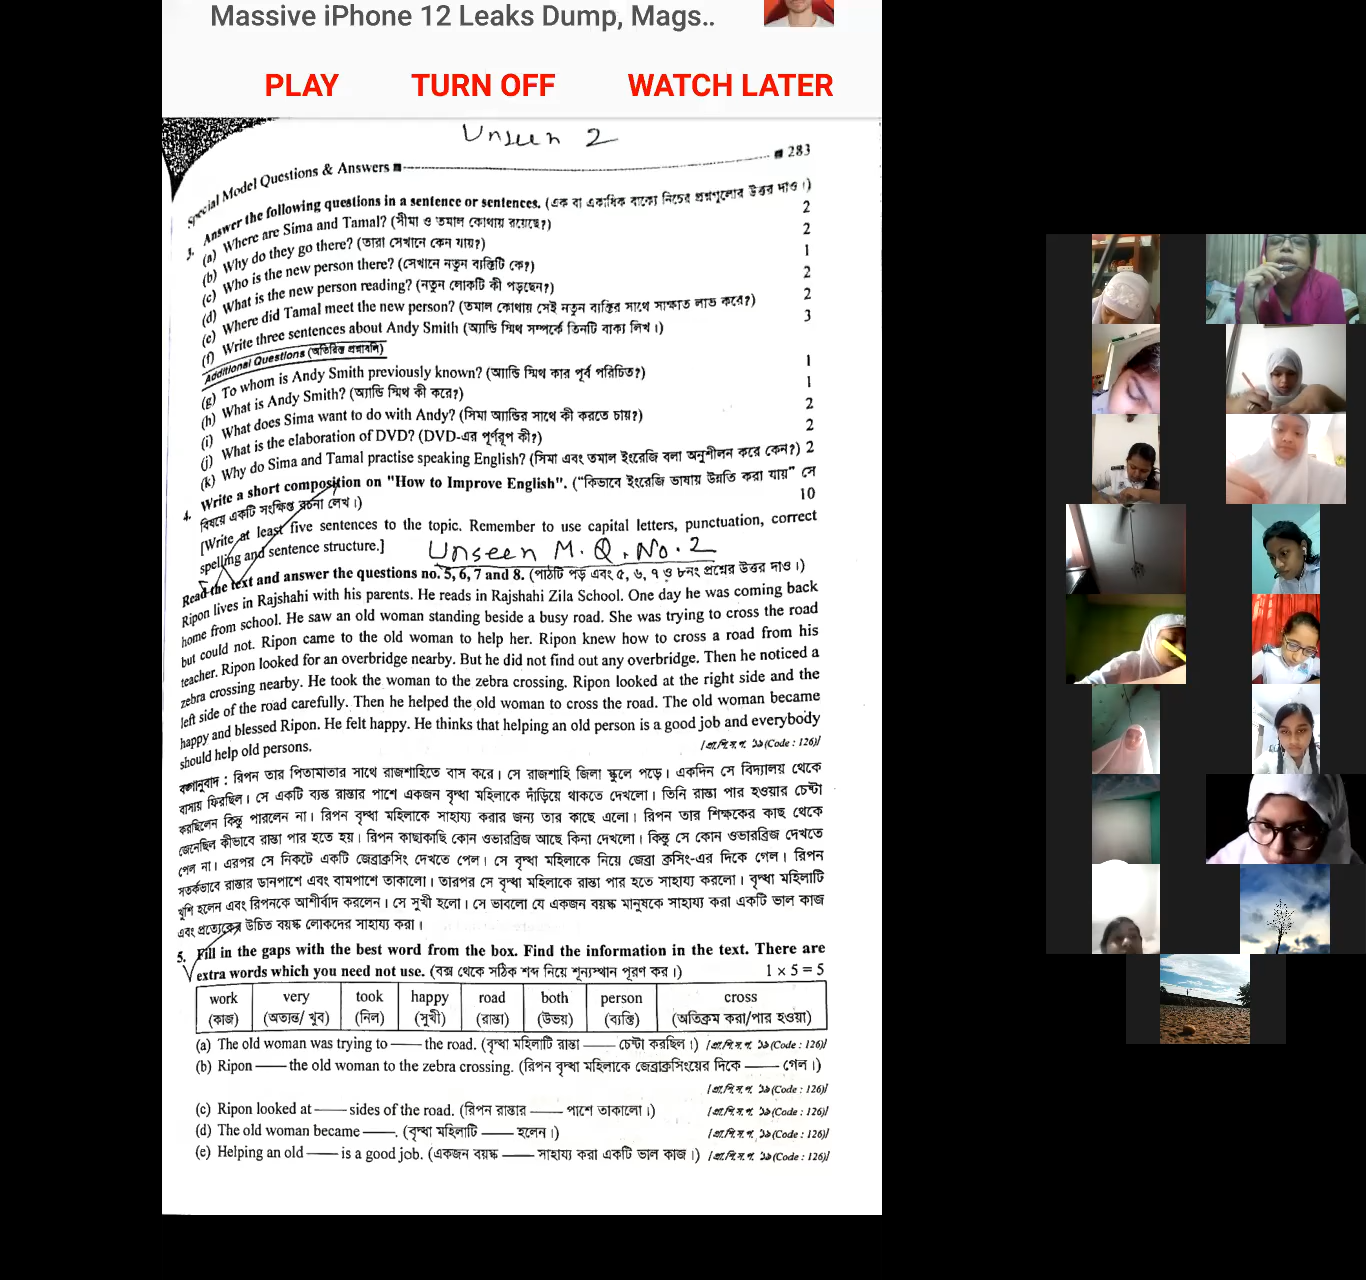 Massive iPhone 12 Leaks Dump, Mags..
PLAY TURN OFF WATCH LATER
Unseen 2
Special Model Questions & Answers 283
৩. Answer the following questions in a sentence or sentences. (এক বা একাধিক বাক্যে নিচের প্রশ্নগুলোর উত্তর দাও।)
(a) Where are Sima and Tamal? (সীমা ও তমাল কোথায় রয়েছে?) 2
(b) Why do they go there? (তারা সেখানে কেন যায়?) 2
(c) Who is the new person there? (সেখানে নতুন ব্যক্তিটি কে?) 1
(d) What is the new person reading? (নতুন লোকটি কী পড়ছেন?) 2
(e) Where did Tamal meet the new person? (তমাল কোথায় সেই নতুন ব্যক্তির সাথে সাক্ষাত লাভ করে?) 2
(f) Write three sentences about Andy Smith (অ্যান্ডি স্মিথ সম্পর্কে তিনটি বাক্য লিখ।) 3
Additional Questions (অতিরিক্ত প্রশ্নাবলি)
(g) To whom is Andy Smith previously known? (অ্যান্ডি স্মিথ কার পূর্ব পরিচিত?) 1
(h) What is Andy Smith? (অ্যান্ডি স্মিথ কী করে?) 1
(i) What does Sima want to do with Andy? (সিমা অ্যান্ডির সাথে কী করতে চায়?) 2
(j) What is the elaboration of DVD? (DVD-এর পূর্ণরূপ কী?) 2
(k) Why do Sima and Tamal practise speaking English? (সিমা এবং তমাল ইংরেজি বলা অনুশীলন করে কেন?) 2
4. Write a short composition on "How to Improve English". ("কিভাবে ইংরেজি ভাষায় উন্নতি করা যায়" সে
বিষয়ে একটি সংক্ষিপ্ত রচনা লেখ।) 10
[Write at least five sentences to the topic. Remember to use capital letters, punctuation, correct
spelling and sentence structure.]
Unseen M.Q.No.2
Read the text and answer the questions no. 5, 6, 7 and 8. (পাঠটি পড় এবং ৫, ৬, ৭ ও ৮নং প্রশ্নের উত্তর দাও।)
Ripon lives in Rajshahi with his parents. He reads in Rajshahi Zila School. One day he was coming back
home from school. He saw an old woman standing beside a busy road. She was trying to cross the road
but could not. Ripon came to the old woman to help her. Ripon knew how to cross a road from his
teacher. Ripon looked for an overbridge nearby. But he did not find out any overbridge. Then he noticed a
zebra crossing nearby. He took the woman to the zebra crossing. Ripon looked at the right side and the
left side of the road carefully. Then he helped the old woman to cross the road. The old woman became
happy and blessed Ripon. He felt happy. He thinks that helping an old person is a good job and everybody
should help old persons. [প্রা.শি.স.প. ১৯ (Code : 126)]
বঙ্গানুবাদ : রিপন তার পিতামাতার সাথে রাজশাহিতে বাস করে। সে রাজশাহি জিলা স্কুলে পড়ে। একদিন সে বিদ্যালয় থেকে
বাসায় ফিরছিল। সে একটি ব্যস্ত রাস্তার পাশে একজন বৃদ্ধা মহিলাকে দাঁড়িয়ে থাকতে দেখলো। তিনি রাস্তা পার হওয়ার চেষ্টা
করছিলেন কিন্তু পারলেন না। রিপন বৃদ্ধা মহিলাকে সাহায্য করার জন্য তার কাছে এলো। রিপন তার শিক্ষকের কাছ থেকে
জেনেছিল কীভাবে রাস্তা পার হতে হয়। রিপন কাছাকাছি কোন ওভারব্রিজ আছে কিনা দেখলো। কিন্তু সে কোন ওভারব্রিজ দেখতে
পেল না। এরপর সে নিকটে একটি জেব্রাক্রসিং দেখতে পেল। সে বৃদ্ধা মহিলাকে নিয়ে জেব্রা ক্রসিং-এর দিকে গেল। রিপন
সতর্কভাবে রাস্তার ডানপাশে এবং বামপাশে তাকালো। তারপর সে বৃদ্ধা মহিলাকে রাস্তা পার হতে সাহায্য করলো। বৃদ্ধা মহিলাটি
খুশি হলেন এবং রিপনকে আশীর্বাদ করলেন। সে সুখী হলো। সে ভাবলো যে একজন বয়স্ক মানুষকে সাহায্য করা একটি ভাল কাজ
এবং প্রত্যেকের উচিত বয়স্ক লোকদের সাহায্য করা।
5. Fill in the gaps with the best word from the box. Find the information in the text. There are
extra words which you need not use. (বক্স থেকে সঠিক শব্দ নিয়ে শূন্যস্থান পূরণ কর।) 1 × 5 = 5
work very took happy road both person cross
(কাজ) (অত্যন্ত/ খুব) (নিল) (সুখী) (রাস্তা) (উভয়) (ব্যক্তি) (অতিক্রম করা/পার হওয়া)
(a) The old woman was trying to —— the road. (বৃদ্ধা মহিলাটি রাস্তা —— চেষ্টা করছিল।) [প্রা.শি.স.প. ১৯ (Code : 126)]
(b) Ripon —— the old woman to the zebra crossing. (রিপন বৃদ্ধা মহিলাকে জেব্রাক্রসিংয়ের দিকে —— গেল।)
[প্রা.শি.স.প. ১৯ (Code : 126)]
(c) Ripon looked at —— sides of the road. (রিপন রাস্তার —— পাশে তাকালো।) [প্রা.শি.স.প. ১৯ (Code : 126)]
(d) The old woman became ——. (বৃদ্ধা মহিলাটি —— হলেন।) [প্রা.শি.স.প. ১৯ (Code : 126)]
(e) Helping an old —— is a good job. (একজন বয়স্ক —— সাহায্য করা একটি ভাল কাজ।) [প্রা.শি.স.প. ১৯ (Code : 126)]